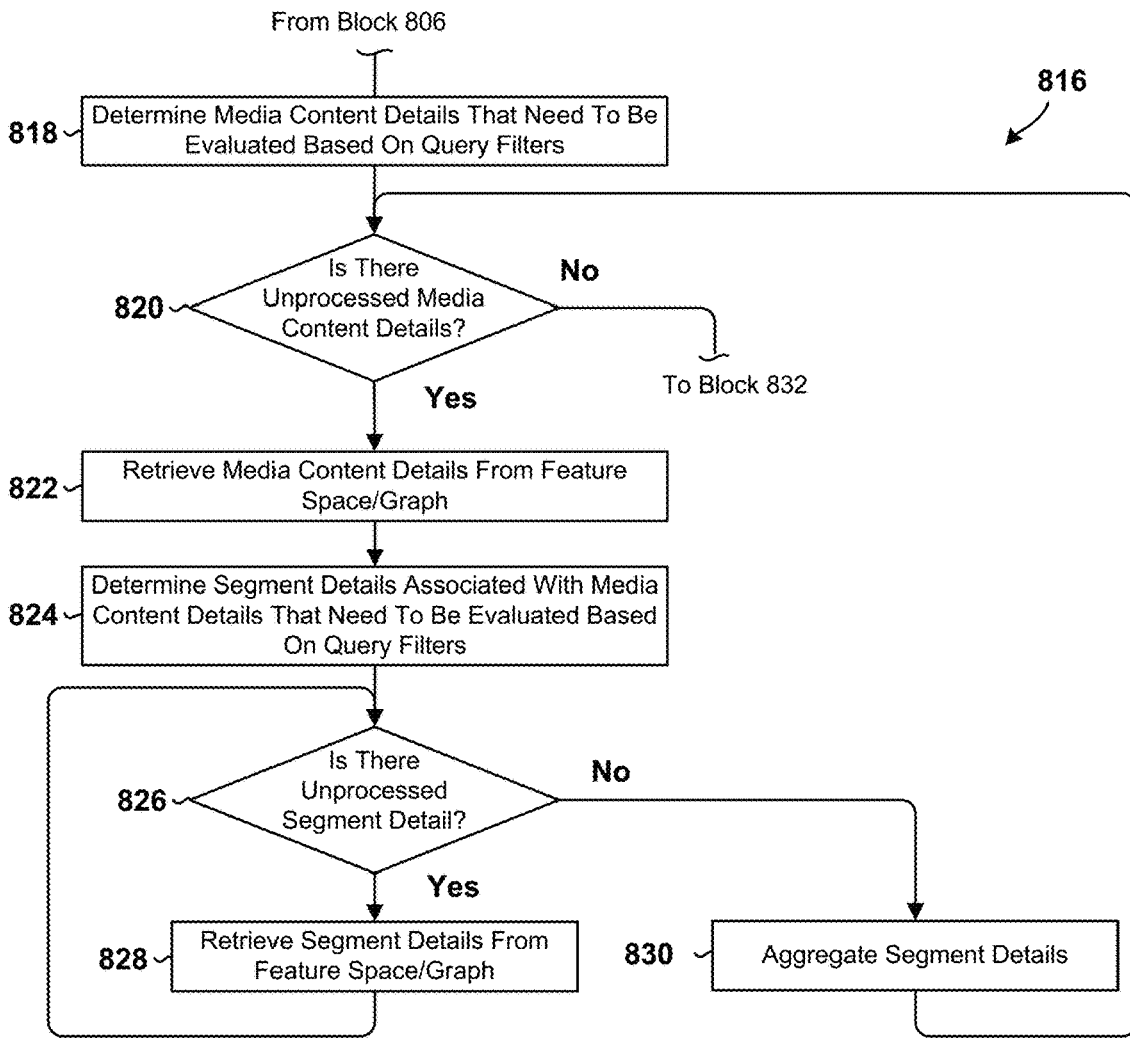 From Block 806
816
818
Determine Media Content Details That Need To Be
Evaluated Based On Query Filters
820
Is There
Unprocessed Media
Content Details?
No
To Block 832
Yes
822
Retrieve Media Content Details From Feature
Space/Graph
824
Determine Segment Details Associated With Media
Content Details That Need To Be Evaluated Based
On Query Filters
826
Is There
Unprocessed
Segment Detail?
No
Yes
828
Retrieve Segment Details From
Feature Space/Graph
830
Aggregate Segment Details